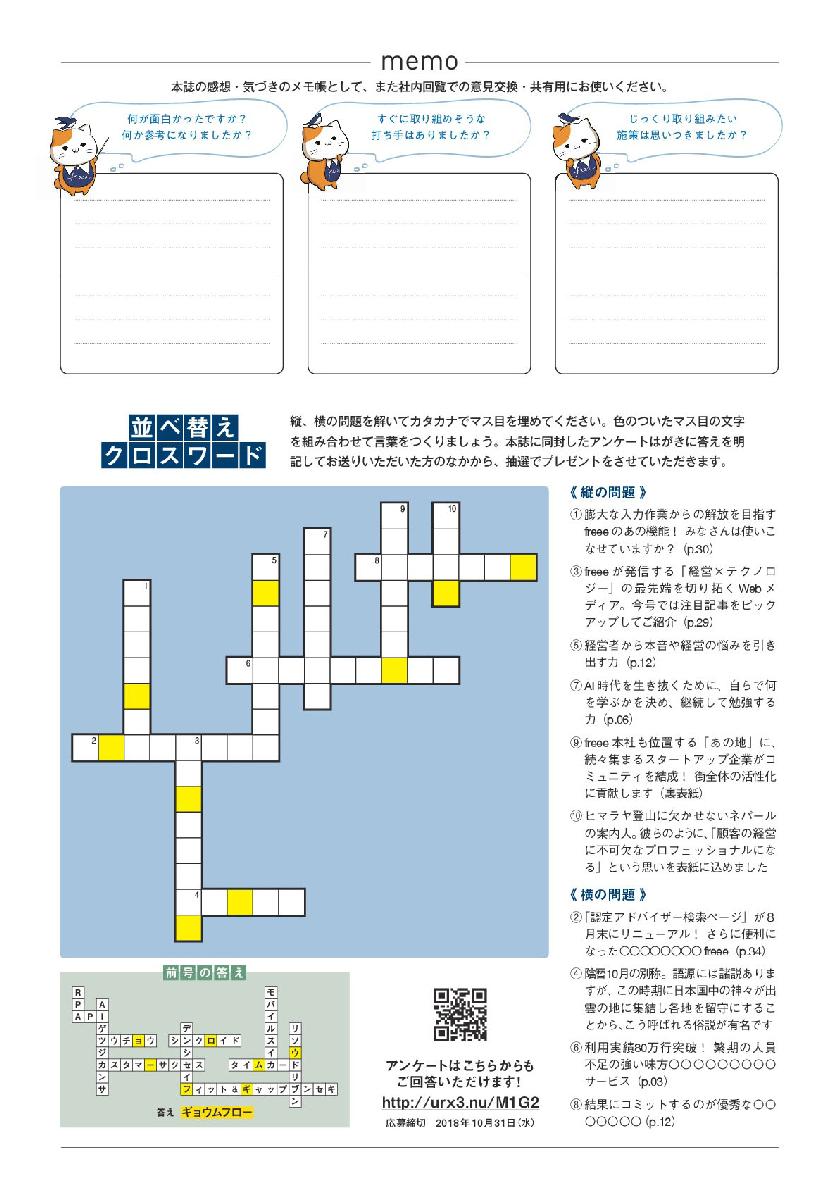 memo
本誌の感想・気づきのメモ帳として、また社内回覧での意見交換・共有用にお使いください。
何が面白かったですか?
何か参考になりましたか?
すぐに取り組めそうな
打ち手はありましたか?
じっくり取り組みたい
施策は思いつきましたか?
並べ替え
クロスワード
縦、横の問題を解いてカタカナでマス目を埋めてください。色のついたマス目の文字
を組み合わせて言葉をつくりましょう。本誌に同封したアンケートはがきに答えを明
記してお送りいただいた方のなかから、抽選でプレゼントをさせていただきます。
9
10
7
5
8
1
6
2
3
4
《縦の問題》
①膨大な入力作業からの解放を目指す
freeeのあの機能! みなさんは使いこ
なせていますか?(p.30)
③freeeが発信する「経営×テクノロ
ジー」の最先端を切り拓くWebメ
ディア。今号では注目記事をピック
アップしてご紹介(p.29)
⑤経営者から本音や経営の悩みを引き
出す力(p.12)
⑦AI時代を生き抜くために、自らで何
を学ぶかを決め、継続して勉強する
力(p.06)
⑨freee本社も位置する「あの地」に、
続々集まるスタートアップ企業がコ
ミュニティを結成! 街全体の活性化
に貢献します(裏表紙)
⑩ヒマラヤ登山に欠かせないネパール
の案内人。彼らのように、「顧客の経営
に不可欠なプロフェッショナルにな
る」という思いを表紙に込めました
《横の問題》
②「認定アドバイザー検索ページ」が8
月末にリニューアル! さらに便利に
なった〇〇〇〇〇〇〇〇freee(p.34)
④陰暦10月の別称。語源には諸説ありま
すが、この時期に日本国中の神々が出
雲の地に集結し各地を留守にするこ
とから、こう呼ばれる俗説が有名です
⑥利用実績80万行突破! 繁期の人員
不足の強い味方〇〇〇〇〇〇〇〇〇
サービス(p.03)
⑧結果にコミットするのが優秀な〇〇
〇〇〇〇〇(p.12)
前号の答え
RPA
API
ツウチョウ
シンクロイド
カスタマーサクセス
タイムカード
フィット&ギャップブンセキ
答え ギョウムフロー
アンケートはこちらからも
ご回答いただけます!
http://urx3.nu/M1G2
応募締切 2018年10月31日(水)